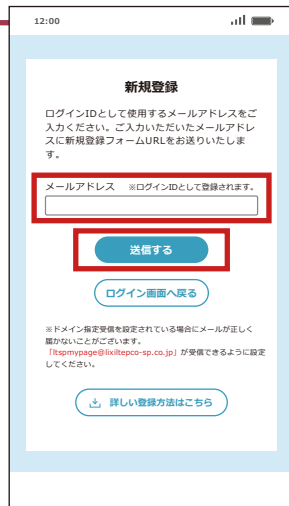 12:00
新規登録
ログインIDとして使用するメールアドレスをご
入力ください。ご入力いただいたメールアドレ
スに新規登録フォームURLをお送りいたしま
す。
メールアドレス ※ログインIDとして登録されます。
送信する
ログイン画面へ戻る
※ドメイン指定受信を設定されている場合にメールが正しく
届かないことがございます。
「ltspmypage@lixiltepco-sp.co.jp」が受信できるように設定
してください。
詳しい登録方法はこちら